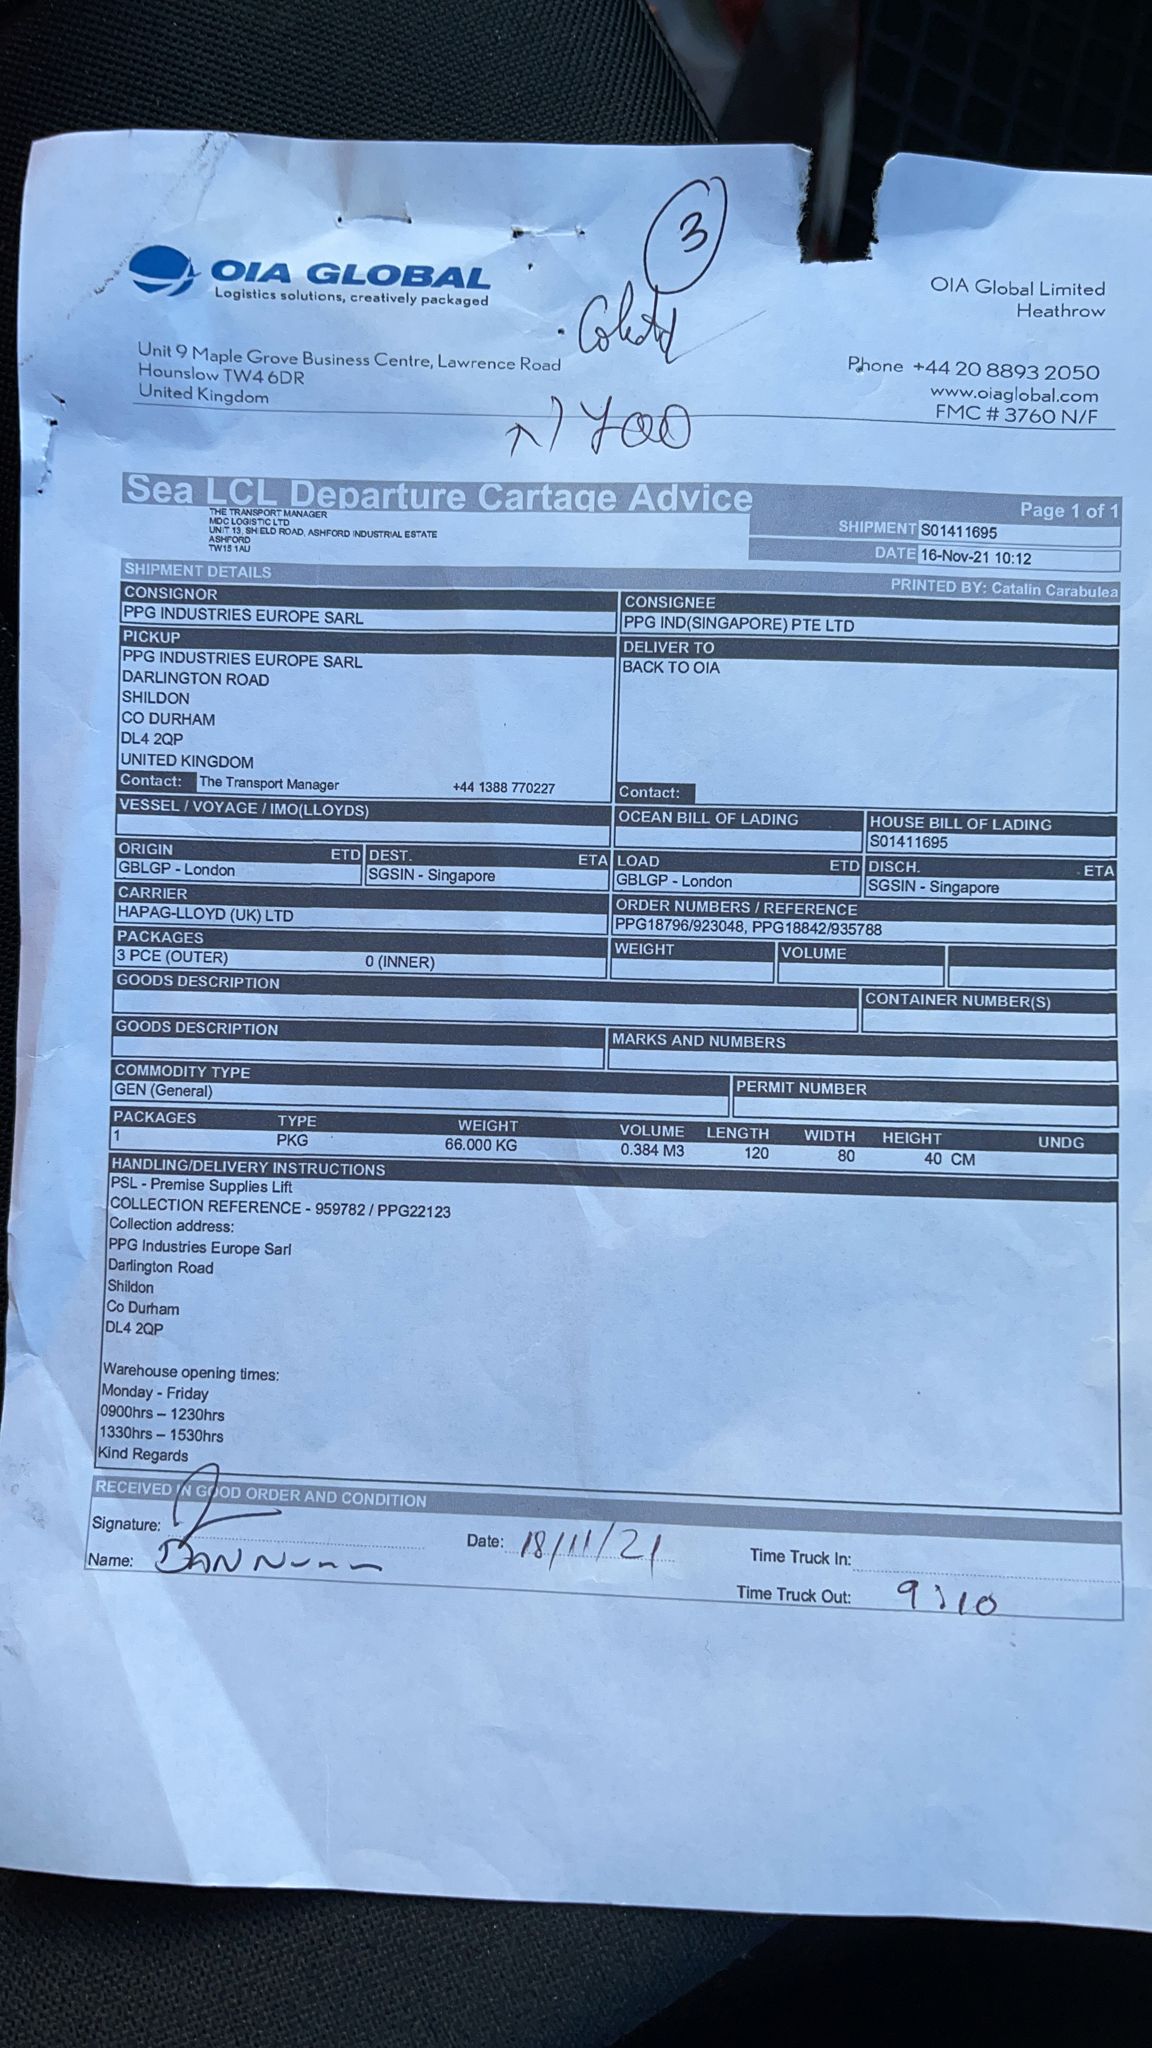 3
OIA GLOBAL
Logistics solutions, creatively packaged
OIA Global Limited
Heathrow
Unit 9 Maple Grove Business Centre, Lawrence Road
Hounslow TW4 6DR
United Kingdom
Phone +44 20 8893 2050
www.oiaglobal.com
FMC # 3760 N/F
Sea LCL Departure Cartage Advice
Page 1 of 1
THE TRANSPORT MANAGER
MDC LOGISTIC LTD
UNIT 13, SHIELD ROAD, ASHFORD INDUSTRIAL ESTATE
ASHFORD
TW15 1AU
SHIPMENT S01411695
DATE 16-Nov-21 10:12
SHIPMENT DETAILS PRINTED BY: Catalin Carabulea
CONSIGNOR
PPG INDUSTRIES EUROPE SARL
CONSIGNEE
PPG IND(SINGAPORE) PTE LTD
PICKUP
PPG INDUSTRIES EUROPE SARL
DARLINGTON ROAD
SHILDON
CO DURHAM
DL4 2QP
UNITED KINGDOM
Contact: The Transport Manager +44 1388 770227
DELIVER TO
BACK TO OIA
Contact:
VESSEL / VOYAGE / IMO(LLOYDS)
OCEAN BILL OF LADING
HOUSE BILL OF LADING
S01411695
ORIGIN ETD
GBLGP - London
DEST. ETA
SGSIN - Singapore
LOAD ETD
GBLGP - London
DISCH. ETA
SGSIN - Singapore
CARRIER
HAPAG-LLOYD (UK) LTD
ORDER NUMBERS / REFERENCE
PPG18796/923048, PPG18842/935788
PACKAGES
3 PCE (OUTER) 0 (INNER)
WEIGHT
VOLUME
GOODS DESCRIPTION
CONTAINER NUMBER(S)
GOODS DESCRIPTION
MARKS AND NUMBERS
COMMODITY TYPE
GEN (General)
PERMIT NUMBER
PACKAGES TYPE WEIGHT VOLUME LENGTH WIDTH HEIGHT UNDG
1 PKG 66.000 KG 0.384 M3 120 80 40 CM
HANDLING/DELIVERY INSTRUCTIONS
PSL - Premise Supplies Lift
COLLECTION REFERENCE - 959782 / PPG22123
Collection address:
PPG Industries Europe Sarl
Darlington Road
Shildon
Co Durham
DL4 2QP
Warehouse opening times:
Monday - Friday
0900hrs – 1230hrs
1330hrs – 1530hrs
Kind Regards
RECEIVED IN GOOD ORDER AND CONDITION
Signature:
Name:
Date: 18/11/21
Time Truck In:
Time Truck Out: 9:10